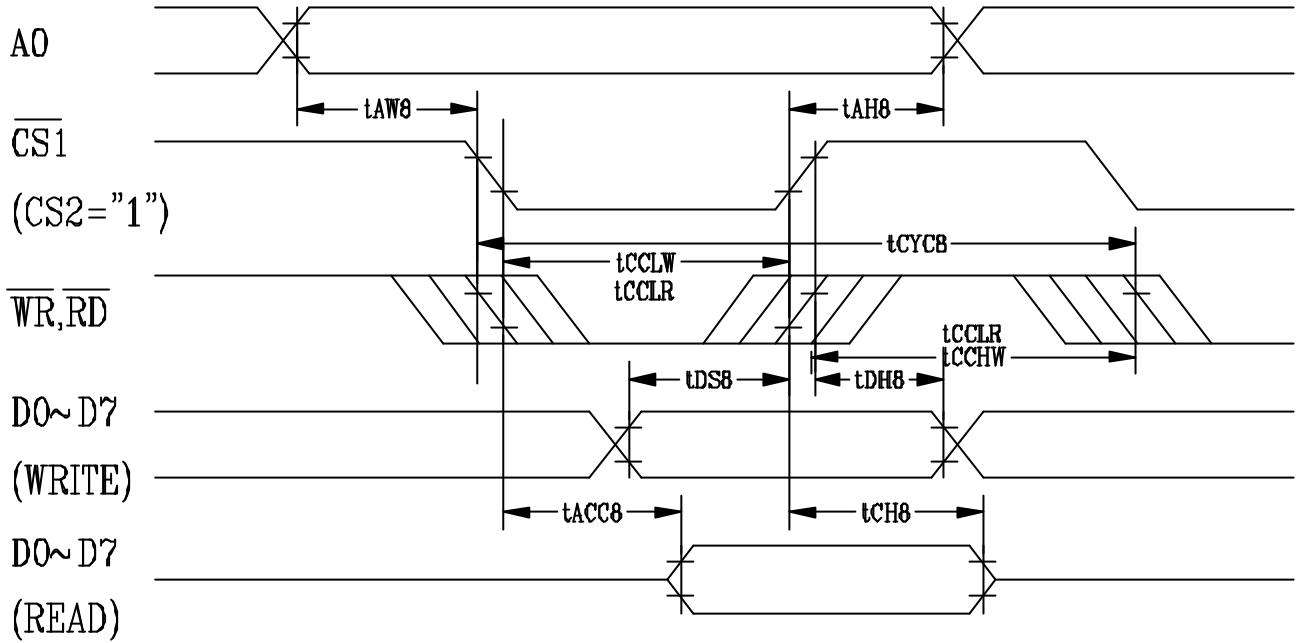 A0
tAW8
tAH8
CS1
(CS2="1")
tCYC8
tCCLW
tCCLR
WR,RD
tCCLR
tCCHW
tDS8
tDH8
D0~D7
(WRITE)
tACC8
tCH8
D0~D7
(READ)